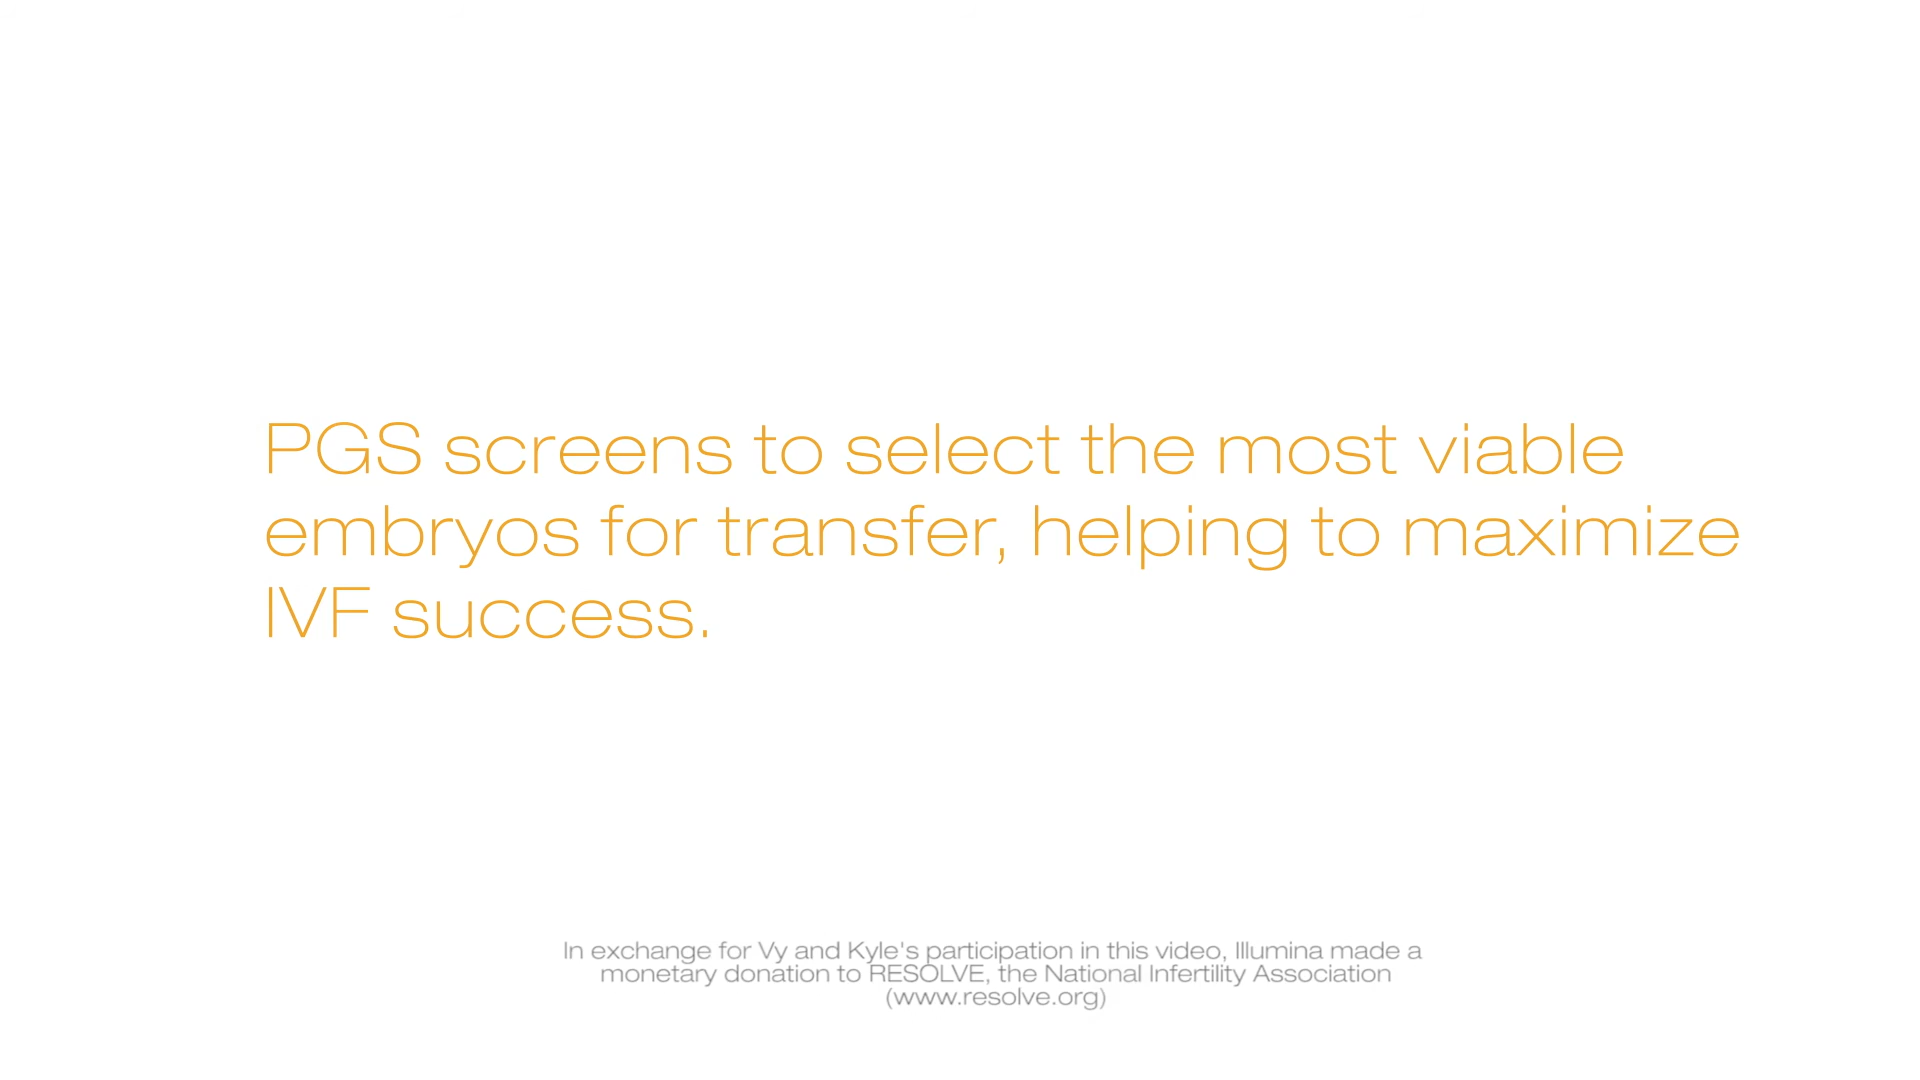 PGS screens to select the most viable
embryos for transfer, helping to maximize
IVF success.
In exchange for Vy and Kyle's participation in this video, Illumina made a
monetary donation to RESOLVE, the National Infertility Association
(www.resolve.org)